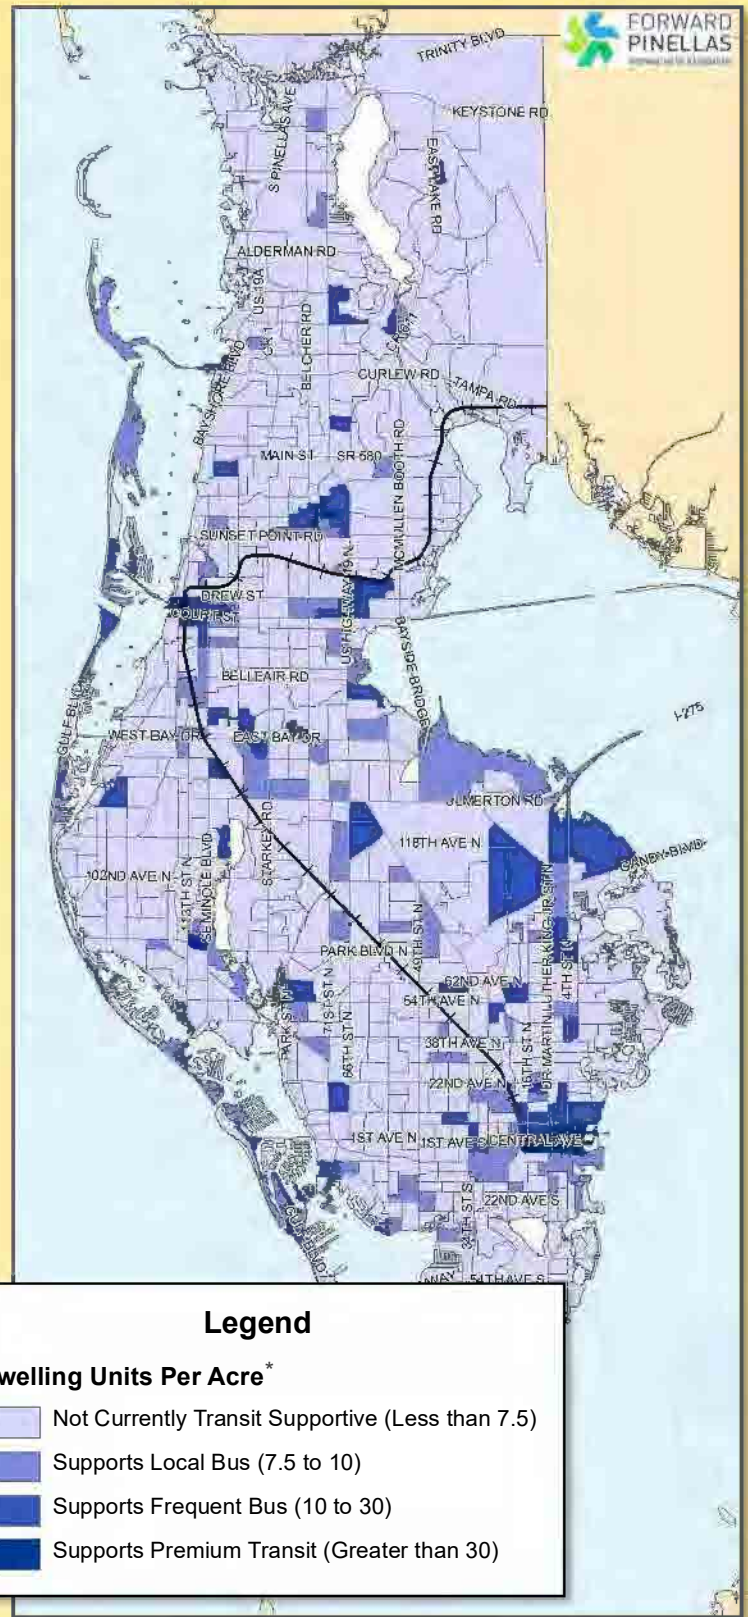 FORWARD
PINELLAS
TRINITY BLVD
KEYSTONE RD
S PINELLAS AVE
EAST LAKE RD
ALDERMAN RD
US 19A
CR 1
BELCHER RD
CURLEW RD
TAMPA RD
BAYSHORE BLVD
MAIN ST
SR 580
MCMULLEN BOOTH RD
SUNSET POINT RD
US HIGHWAY 19 N
DREW ST
COURT ST
BAYSIDE BRIDGE
BELLEAIR RD
I-275
GULF BLVD
WEST BAY DR
EAST BAY DR
ULMERTON RD
STARKEY RD
118TH AVE N
GANDY BLVD
102ND AVE N
113TH ST N
SEMINOLE BLVD
49TH ST N
DR MARTIN LUTHER KING JR ST N
4TH ST N
PARK BLVD N
62ND AVE N
54TH AVE N
PARK ST N
71ST ST N
66TH ST N
38TH AVE N
16TH ST N
22ND AVE N
1ST AVE N
1ST AVE S
CENTRAL AVE
22ND AVE S
34TH ST S
GULF BLVD
54TH AVE S
Legend
welling Units Per Acre*
Not Currently Transit Supportive (Less than 7.5)
Supports Local Bus (7.5 to 10)
Supports Frequent Bus (10 to 30)
Supports Premium Transit (Greater than 30)